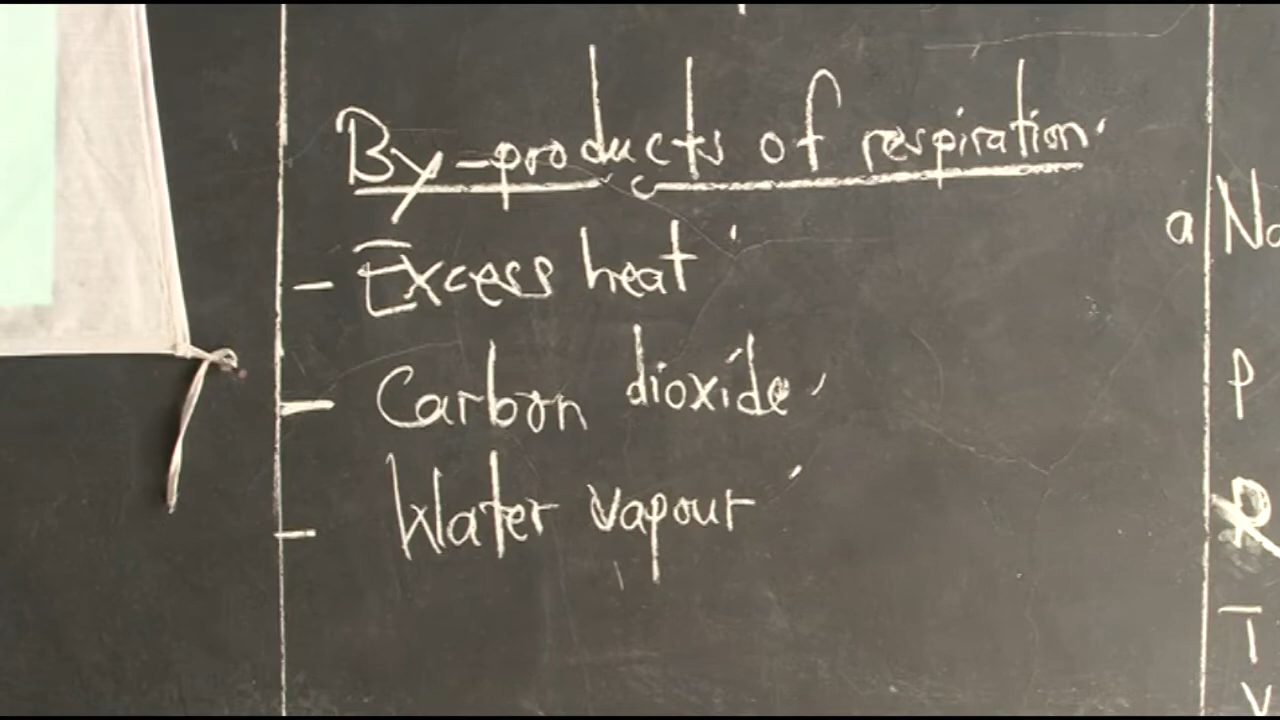 By-products of respiration.
- Excess heat
- Carbon dioxide
- Water vapour
a
P
T
V